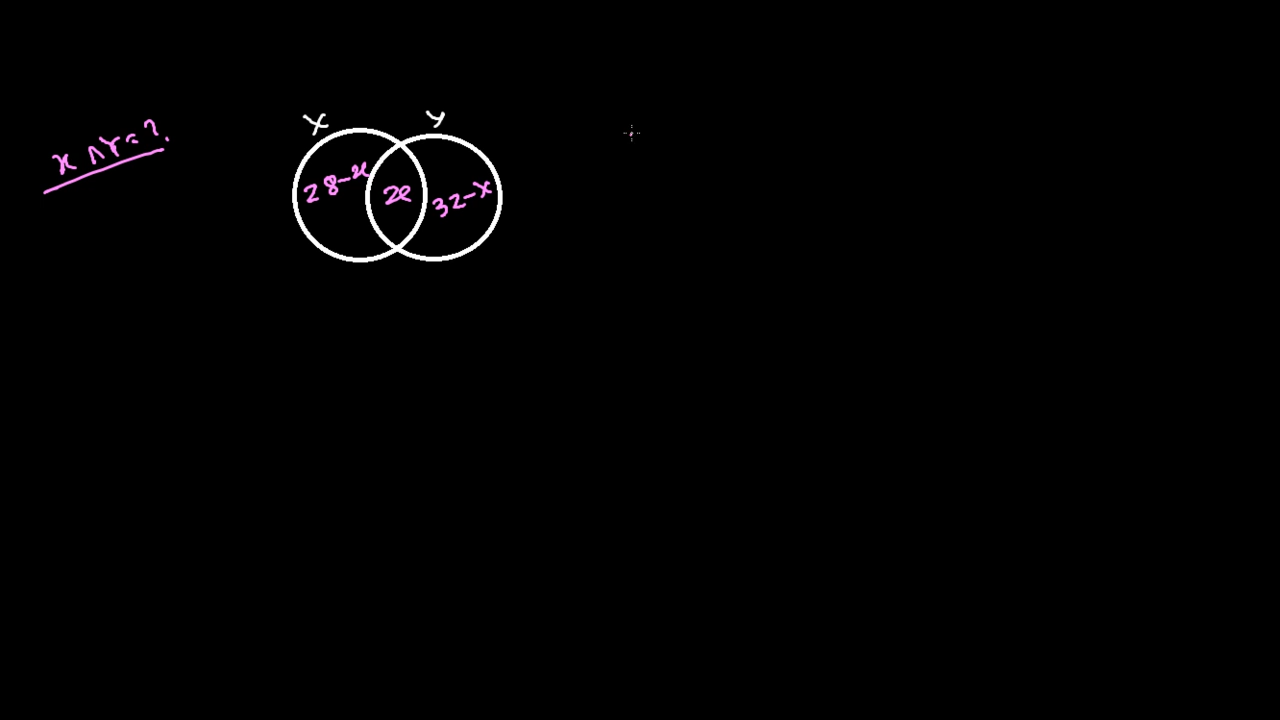 x ∩ Y = ?
X
Y
28-x
x
32-x